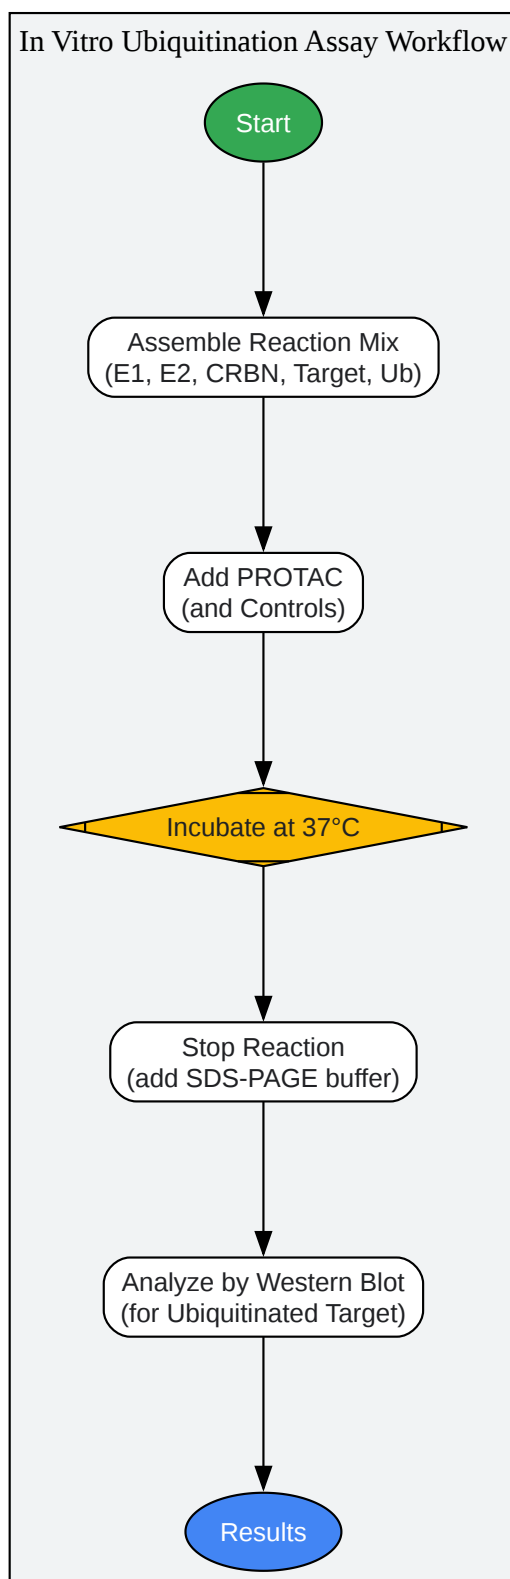 In Vitro Ubiquitination Assay Workflow
Start
Assemble Reaction Mix
(E1, E2, CRBN, Target, Ub)
Add PROTAC
(and Controls)
Incubate at 37°C
Stop Reaction
(add SDS-PAGE buffer)
Analyze by Western Blot
(for Ubiquitinated Target)
Results